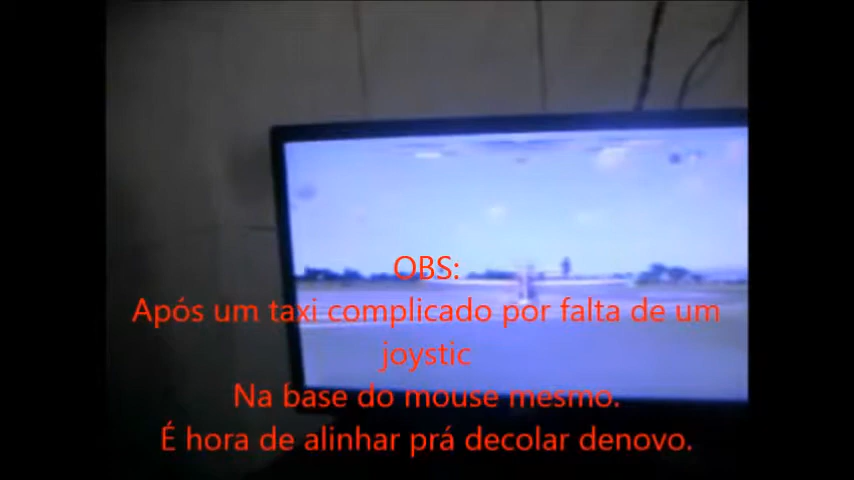 OBS:
Após um taxi complicado por falta de um
joystic
Na base do mouse mesmo.
É hora de alinhar prá decolar denovo.